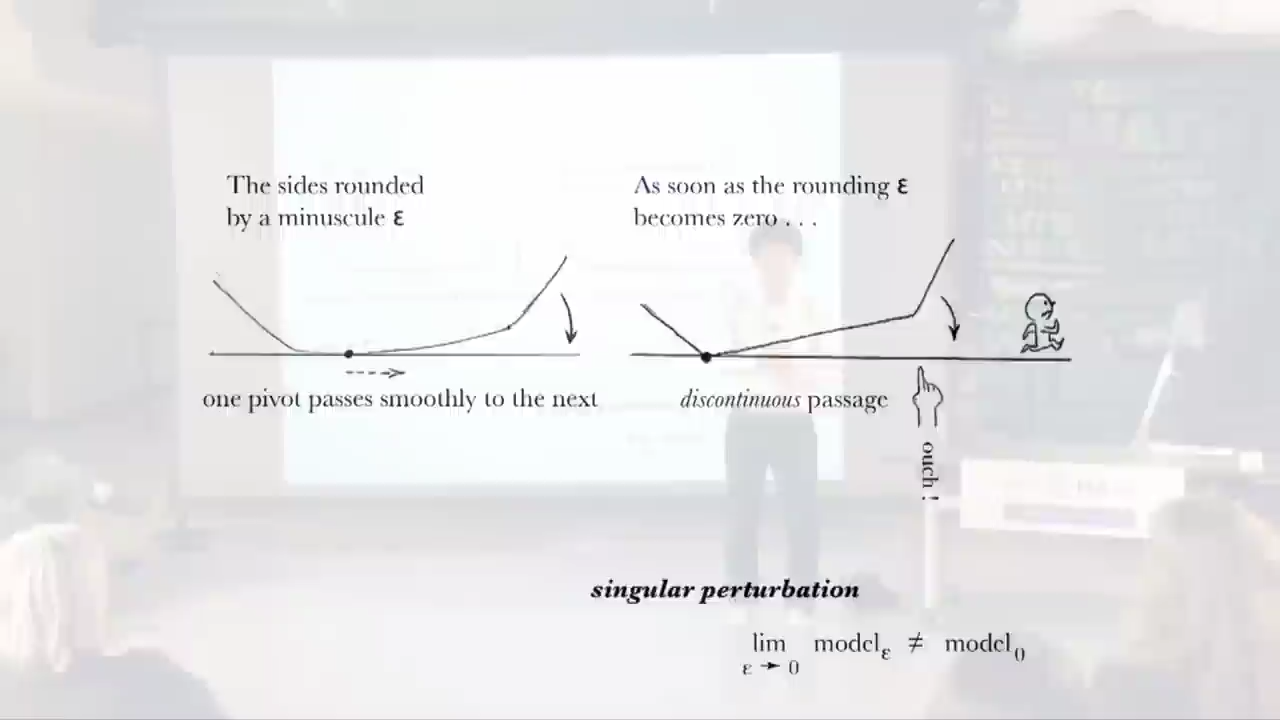 The sides rounded
by a minuscule ε
As soon as the rounding ε
becomes zero . . .
one pivot passes smoothly to the next
discontinuous passage
ouch !
singular perturbation
lim model_ε ≠ model_0
ε → 0